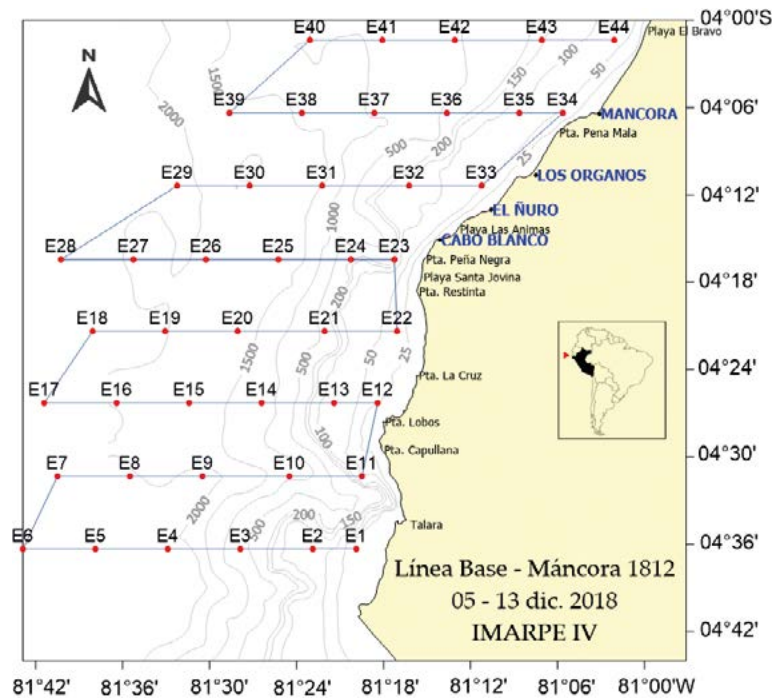 04°00'S
E40 E41 E42 E43 E44
Playa El Bravo
N
1500
150
100
50
2000
04°06'
E39 E38 E37 E36 E35 E34
MANCORA
Pta. Pena Mala
500
200
25
E29 E30 E31 E32 E33
LOS ORGANOS
04°12'
1000
EL ÑURO
Playa Las Animas
CABO BLANCO
E28 E27 E26 E25 E24 E23
Pta. Peña Negra
Playa Santa Jovina
04°18'
Pta. Restinta
200
E18 E19 E20 E21 E22
1500
500
50
25
04°24'
Pta. La Cruz
E17 E16 E15 E14 E13 E12
Pta. Lobos
100
04°30'
Pta. Capullana
E7 E8 E9 E10 E11
2000
500
200
150
Talara
E6 E5 E4 E3 E2 E1
04°36'
Línea Base - Máncora 1812
05 - 13 dic. 2018
IMARPE IV
04°42'
81°42' 81°36' 81°30' 81°24' 81°18' 81°12' 81°06' 81°00'W